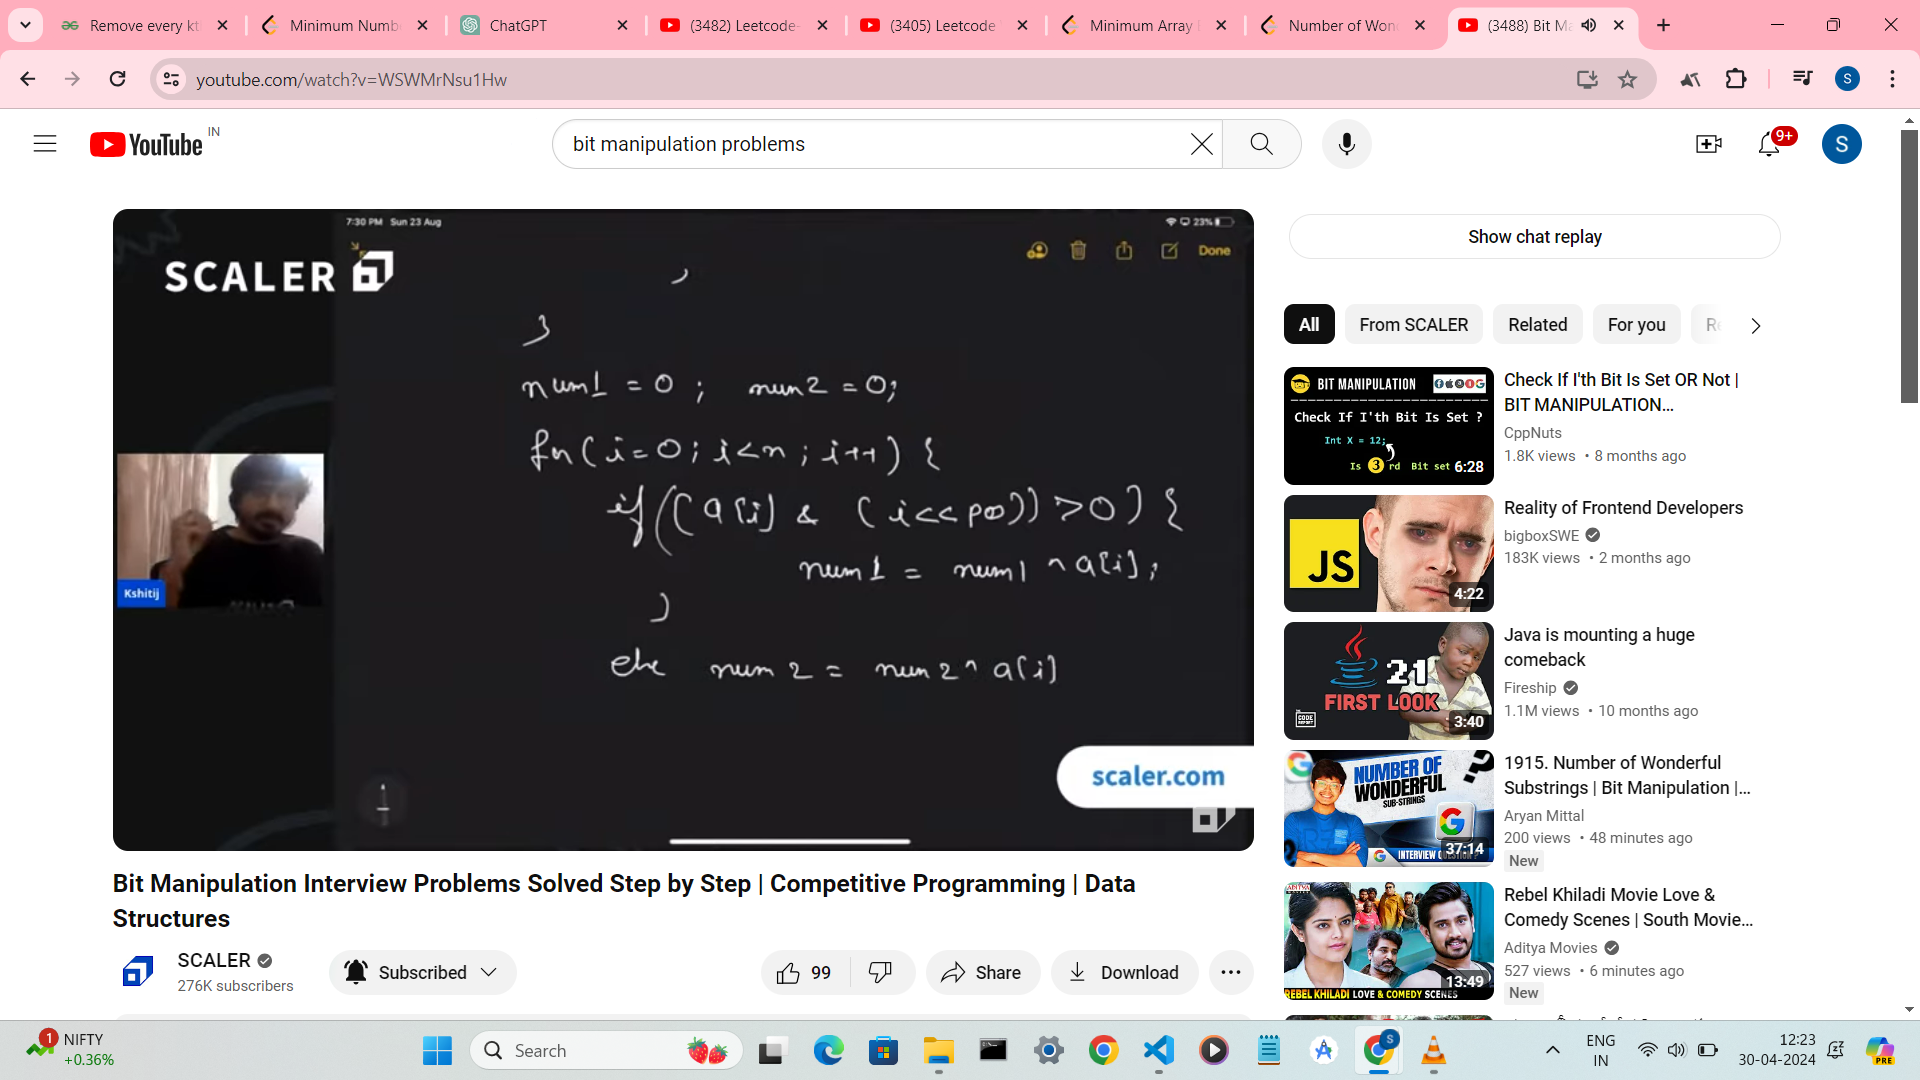 Remove every kt
Minimum Numb
ChatGPT
(3482) Leetcode-
(3405) Leetcode
Minimum Array
Number of Won
(3488) Bit Ma
youtube.com/watch?v=WSWMrNsu1Hw
YouTube IN
bit manipulation problems
9+
S
7:30 PM Sun 23 Aug
23%
SCALER
Done
}
num1 = 0 ; num2 = 0;
for(i=0; i<n; i++) {
if((a[i] & (i<<pos))>0) {
num1 = num1 ^ a[i];
}
else num2 = num2 ^ a[i]
Kshitij
scaler.com
Bit Manipulation Interview Problems Solved Step by Step | Competitive Programming | Data
Structures
SCALER
276K subscribers
Subscribed
99
Share
Download
Show chat replay
All
From SCALER
Related
For you
BIT MANIPULATION
Check If I'th Bit Is Set ?
Int X = 12;
Is 3 rd Bit set
6:28
Check If I'th Bit Is Set OR Not |
BIT MANIPULATION...
CppNuts
1.8K views • 8 months ago
JS
4:22
Reality of Frontend Developers
bigboxSWE
183K views • 2 months ago
Java
21
FIRST LOOK
THE CODE REPORT
3:40
Java is mounting a huge
comeback
Fireship
1.1M views • 10 months ago
NUMBER OF
WONDERFUL
SUB-STRINGS
INTERVIEW QUESTION ?
37:14
1915. Number of Wonderful
Substrings | Bit Manipulation |...
Aryan Mittal
200 views • 48 minutes ago
New
ADITYA MOVIES
REBEL KHILADI LOVE & COMEDY SCENES
13:49
Rebel Khiladi Movie Love &
Comedy Scenes | South Movie...
Aditya Movies
527 views • 6 minutes ago
New
1
NIFTY
+0.36%
Search
S
ENG
IN
12:23
30-04-2024
PRE